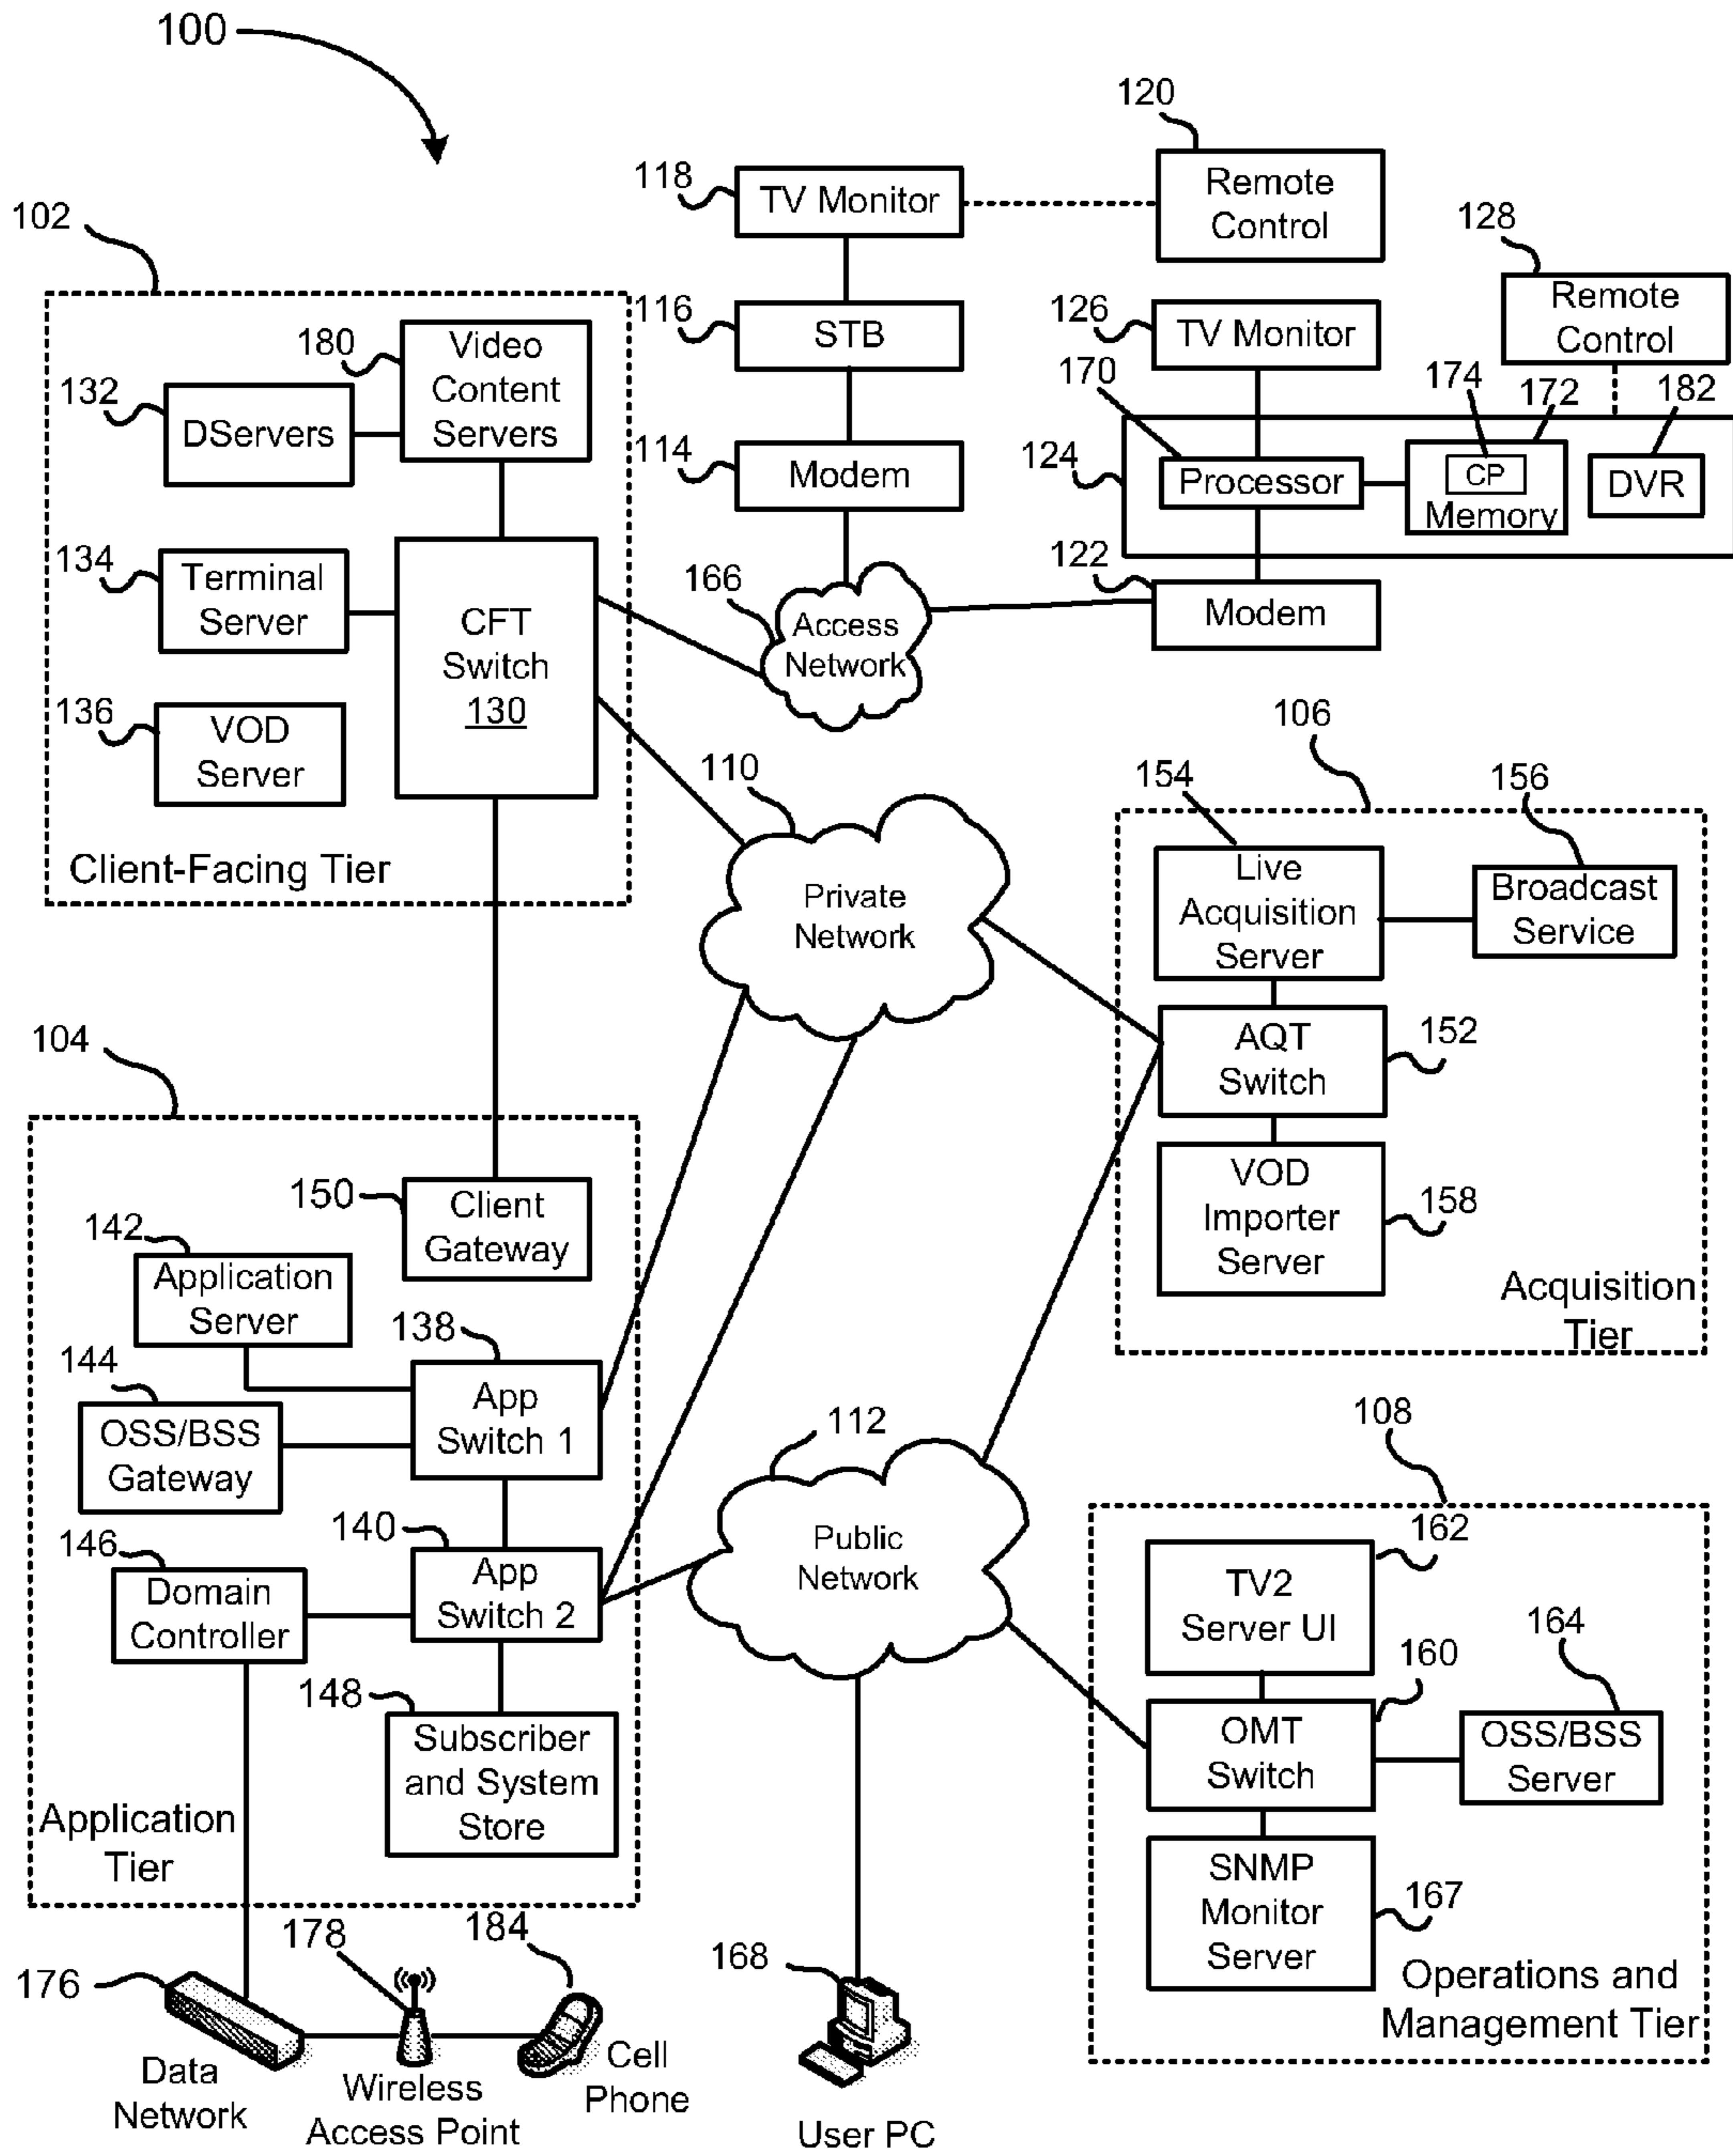 100
120
118
TV Monitor
Remote
Control
102
128
116
STB
126
TV Monitor
Remote
Control
180
Video
Content
Servers
132
DServers
170
174
172
182
114
Modem
124
Processor
CP
Memory
DVR
134
Terminal
Server
CFT
Switch
130
166
Access
Network
122
Modem
136
VOD
Server
Client-Facing Tier
110
Private
Network
106
154
156
Live
Acquisition
Server
Broadcast
Service
AQT
Switch
152
VOD
Importer
Server
158
Acquisition
Tier
104
150
Client
Gateway
142
Application
Server
138
App
Switch 1
144
OSS/BSS
Gateway
140
App
Switch 2
146
Domain
Controller
148
Subscriber
and System
Store
Application
Tier
112
Public
Network
108
162
TV2
Server UI
160
OMT
Switch
164
OSS/BSS
Server
SNMP
Monitor
Server
167
Operations and
Management Tier
176
178
184
168
Data
Network
Wireless
Access Point
Cell
Phone
User PC